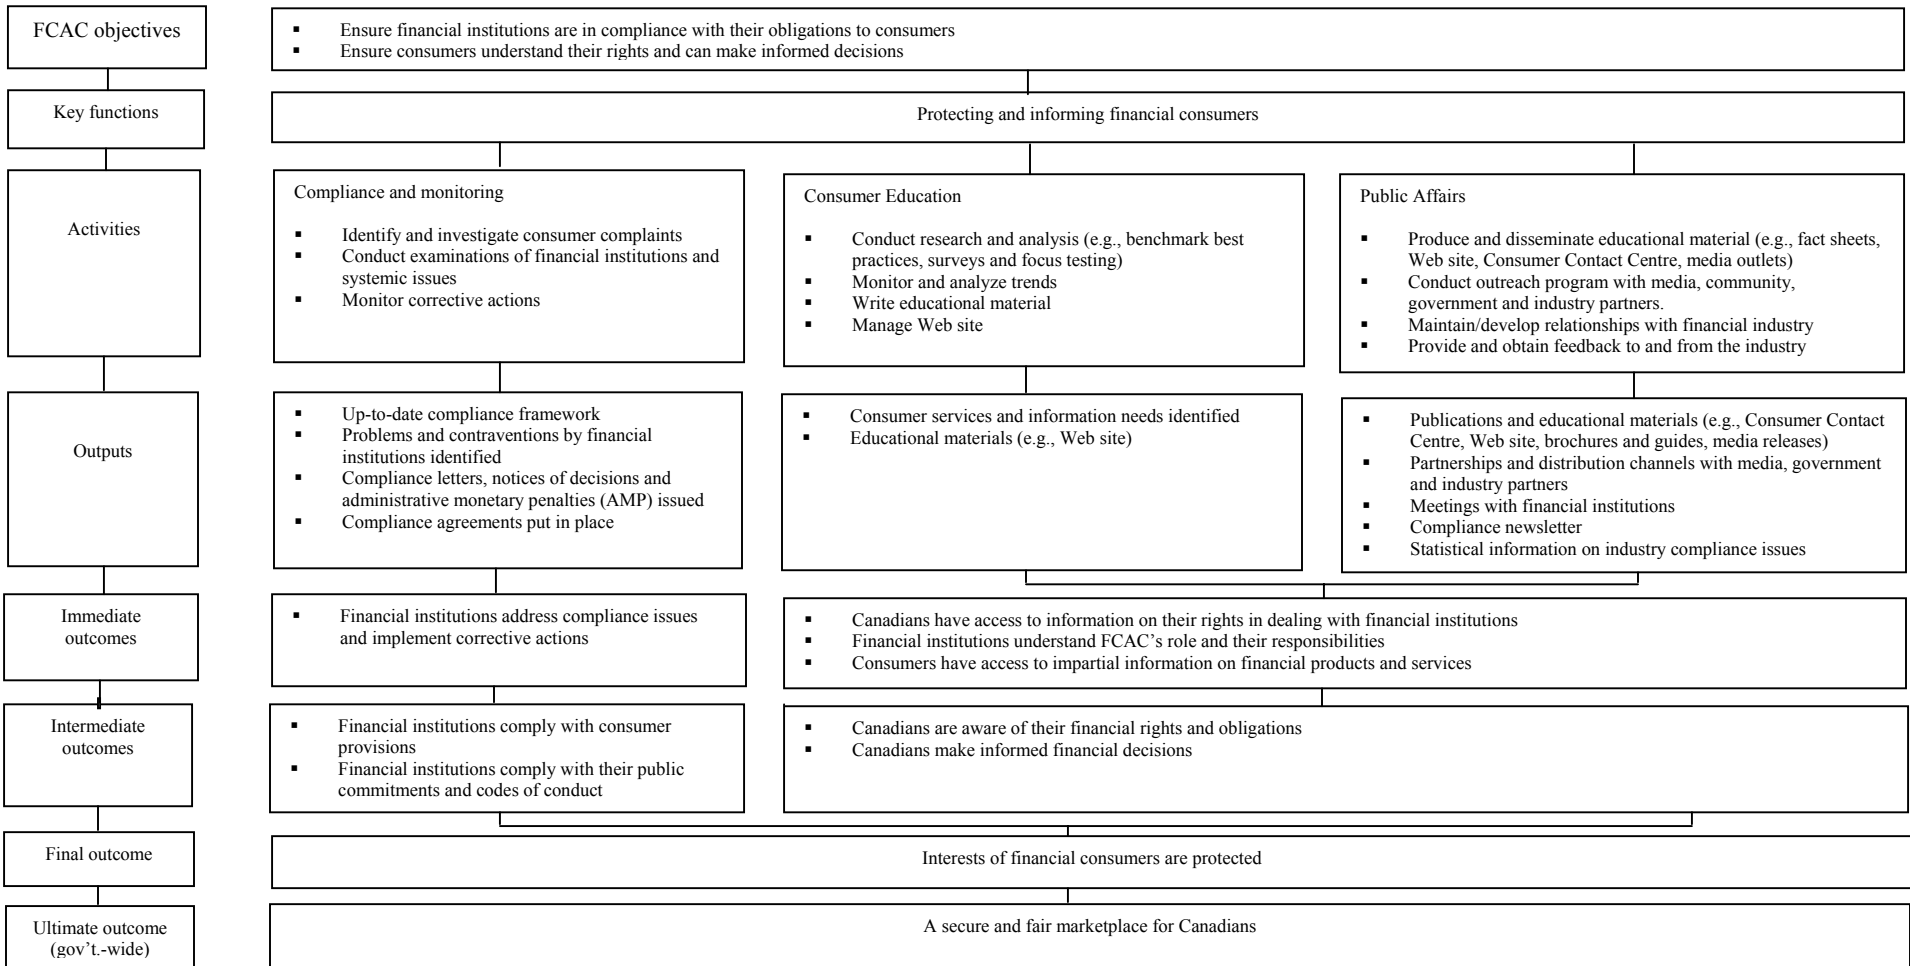 FCAC objectives
▪ Ensure financial institutions are in compliance with their obligations to consumers
▪ Ensure consumers understand their rights and can make informed decisions
Key functions
Protecting and informing financial consumers
Activities
Compliance and monitoring
▪ Identify and investigate consumer complaints
▪ Conduct examinations of financial institutions and
systemic issues
▪ Monitor corrective actions
Consumer Education
▪ Conduct research and analysis (e.g., benchmark best
practices, surveys and focus testing)
▪ Monitor and analyze trends
▪ Write educational material
▪ Manage Web site
Public Affairs
▪ Produce and disseminate educational material (e.g., fact sheets,
Web site, Consumer Contact Centre, media outlets)
▪ Conduct outreach program with media, community,
government and industry partners.
▪ Maintain/develop relationships with financial industry
▪ Provide and obtain feedback to and from the industry
Outputs
▪ Up-to-date compliance framework
▪ Problems and contraventions by financial
institutions identified
▪ Compliance letters, notices of decisions and
administrative monetary penalties (AMP) issued
▪ Compliance agreements put in place
▪ Consumer services and information needs identified
▪ Educational materials (e.g., Web site)
▪ Publications and educational materials (e.g., Consumer Contact
Centre, Web site, brochures and guides, media releases)
▪ Partnerships and distribution channels with media, government
and industry partners
▪ Meetings with financial institutions
▪ Compliance newsletter
▪ Statistical information on industry compliance issues
Immediate
outcomes
▪ Financial institutions address compliance issues
and implement corrective actions
▪ Canadians have access to information on their rights in dealing with financial institutions
▪ Financial institutions understand FCAC’s role and their responsibilities
▪ Consumers have access to impartial information on financial products and services
Intermediate
outcomes
▪ Financial institutions comply with consumer
provisions
▪ Financial institutions comply with their public
commitments and codes of conduct
▪ Canadians are aware of their financial rights and obligations
▪ Canadians make informed financial decisions
Final outcome
Interests of financial consumers are protected
Ultimate outcome
(gov’t.-wide)
A secure and fair marketplace for Canadians